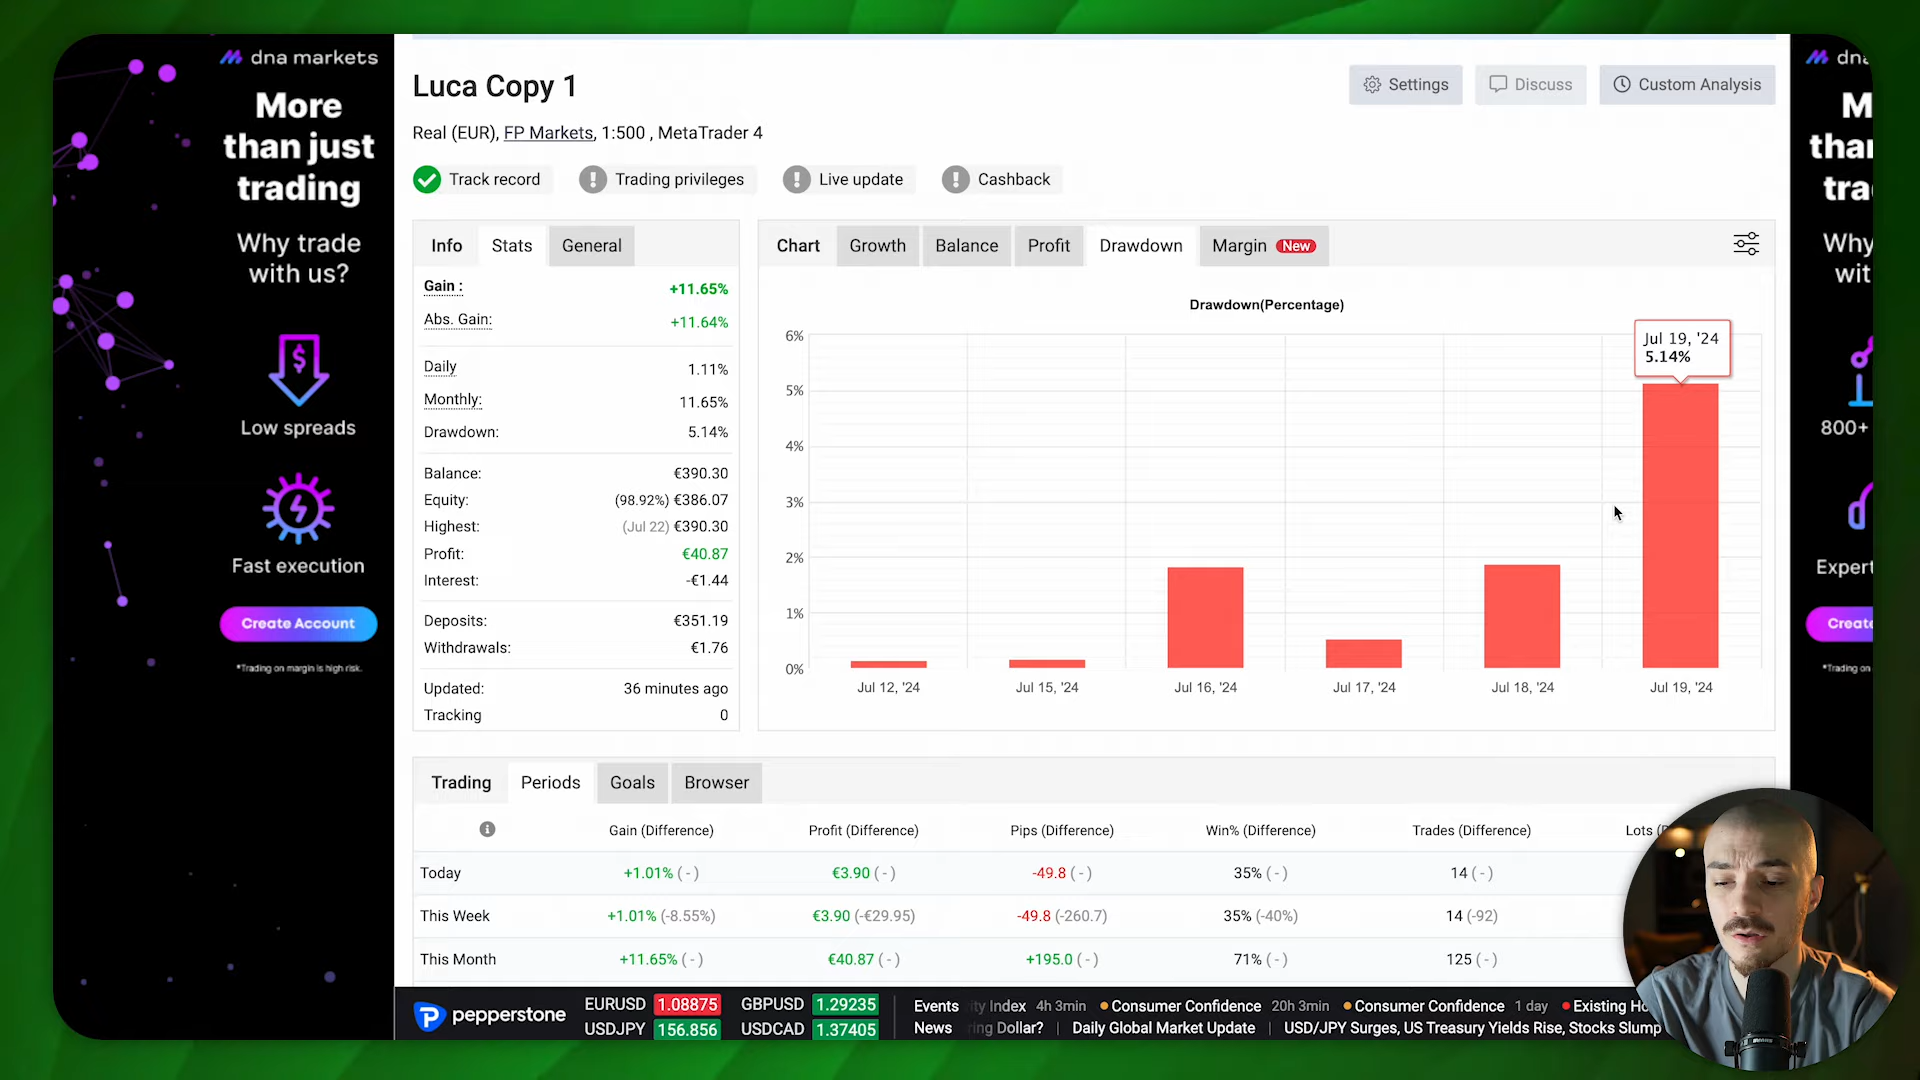 dna markets
More
than just
trading
Why trade
with us?
Low spreads
Fast execution
Create Account
*Trading on margin is high risk.
Luca Copy 1
Settings
Discuss
Custom Analysis
Real (EUR), FP Markets, 1:500 , MetaTrader 4
Track record
Trading privileges
Live update
Cashback
Info Stats General
Gain : +11.65%
Abs. Gain: +11.64%
Daily 1.11%
Monthly: 11.65%
Drawdown: 5.14%
Balance: €390.30
Equity: (98.92%) €386.07
Highest: (Jul 22) €390.30
Profit: €40.87
Interest: -€1.44
Deposits: €351.19
Withdrawals: €1.76
Updated: 36 minutes ago
Tracking 0
Chart Growth Balance Profit Drawdown Margin New
Drawdown(Percentage)
6%
5%
4%
3%
2%
1%
0%
Jul 19, '24
5.14%
Jul 12, '24 Jul 15, '24 Jul 16, '24 Jul 17, '24 Jul 18, '24 Jul 19, '24
Trading Periods Goals Browser
Gain (Difference) Profit (Difference) Pips (Difference) Win% (Difference) Trades (Difference) Lots
Today +1.01% ( - ) €3.90 ( - ) -49.8 ( - ) 35% ( - ) 14 ( - )
This Week +1.01% (-8.55%) €3.90 (-€29.95) -49.8 (-260.7) 35% (-40%) 14 (-92)
This Month +11.65% ( - ) €40.87 ( - ) +195.0 ( - ) 71% ( - ) 125 ( - )
pepperstone
EURUSD 1.08875 GBPUSD 1.29235
USDJPY 156.856 USDCAD 1.37405
Events Index 4h 3min Consumer Confidence 20h 3min Consumer Confidence 1 day Existing
News Dollar? Daily Global Market Update USD/JPY Surges, US Treasury Yields Rise, Stocks Slump
Why
800+